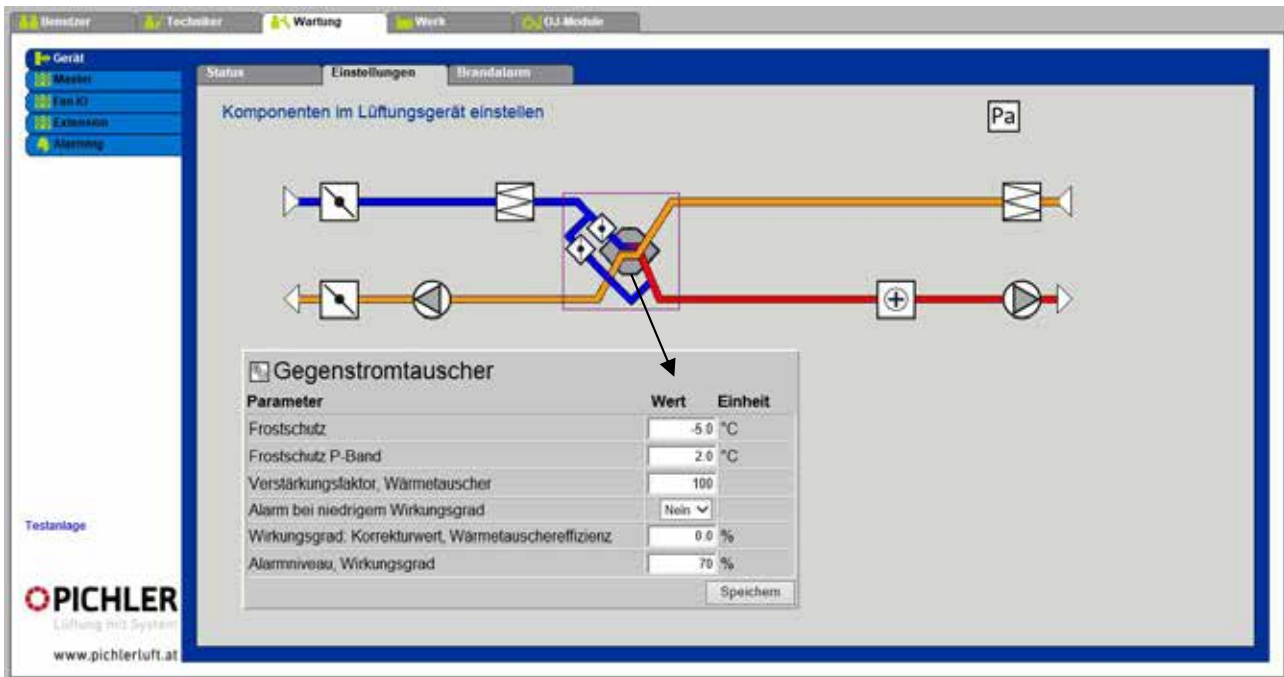 Benutzer Techniker Wartung Werk OJ-Module
Gerät
Master
Fan IO
Extension
Alarming
Status Einstellungen Brandalarm
Komponenten im Lüftungsgerät einstellen
Pa
Gegenstromtauscher
Parameter Wert Einheit
Frostschutz -5.0 °C
Frostschutz P-Band 2.0 °C
Verstärkungsfaktor, Wärmetauscher 100
Alarm bei niedrigem Wirkungsgrad Nein
Wirkungsgrad: Korrekturwert, Wärmetauschereffizienz 0.0 %
Alarmniveau, Wirkungsgrad 70 %
Speichern
Testanlage
PICHLER
Lüftung mit System
www.pichlerluft.at